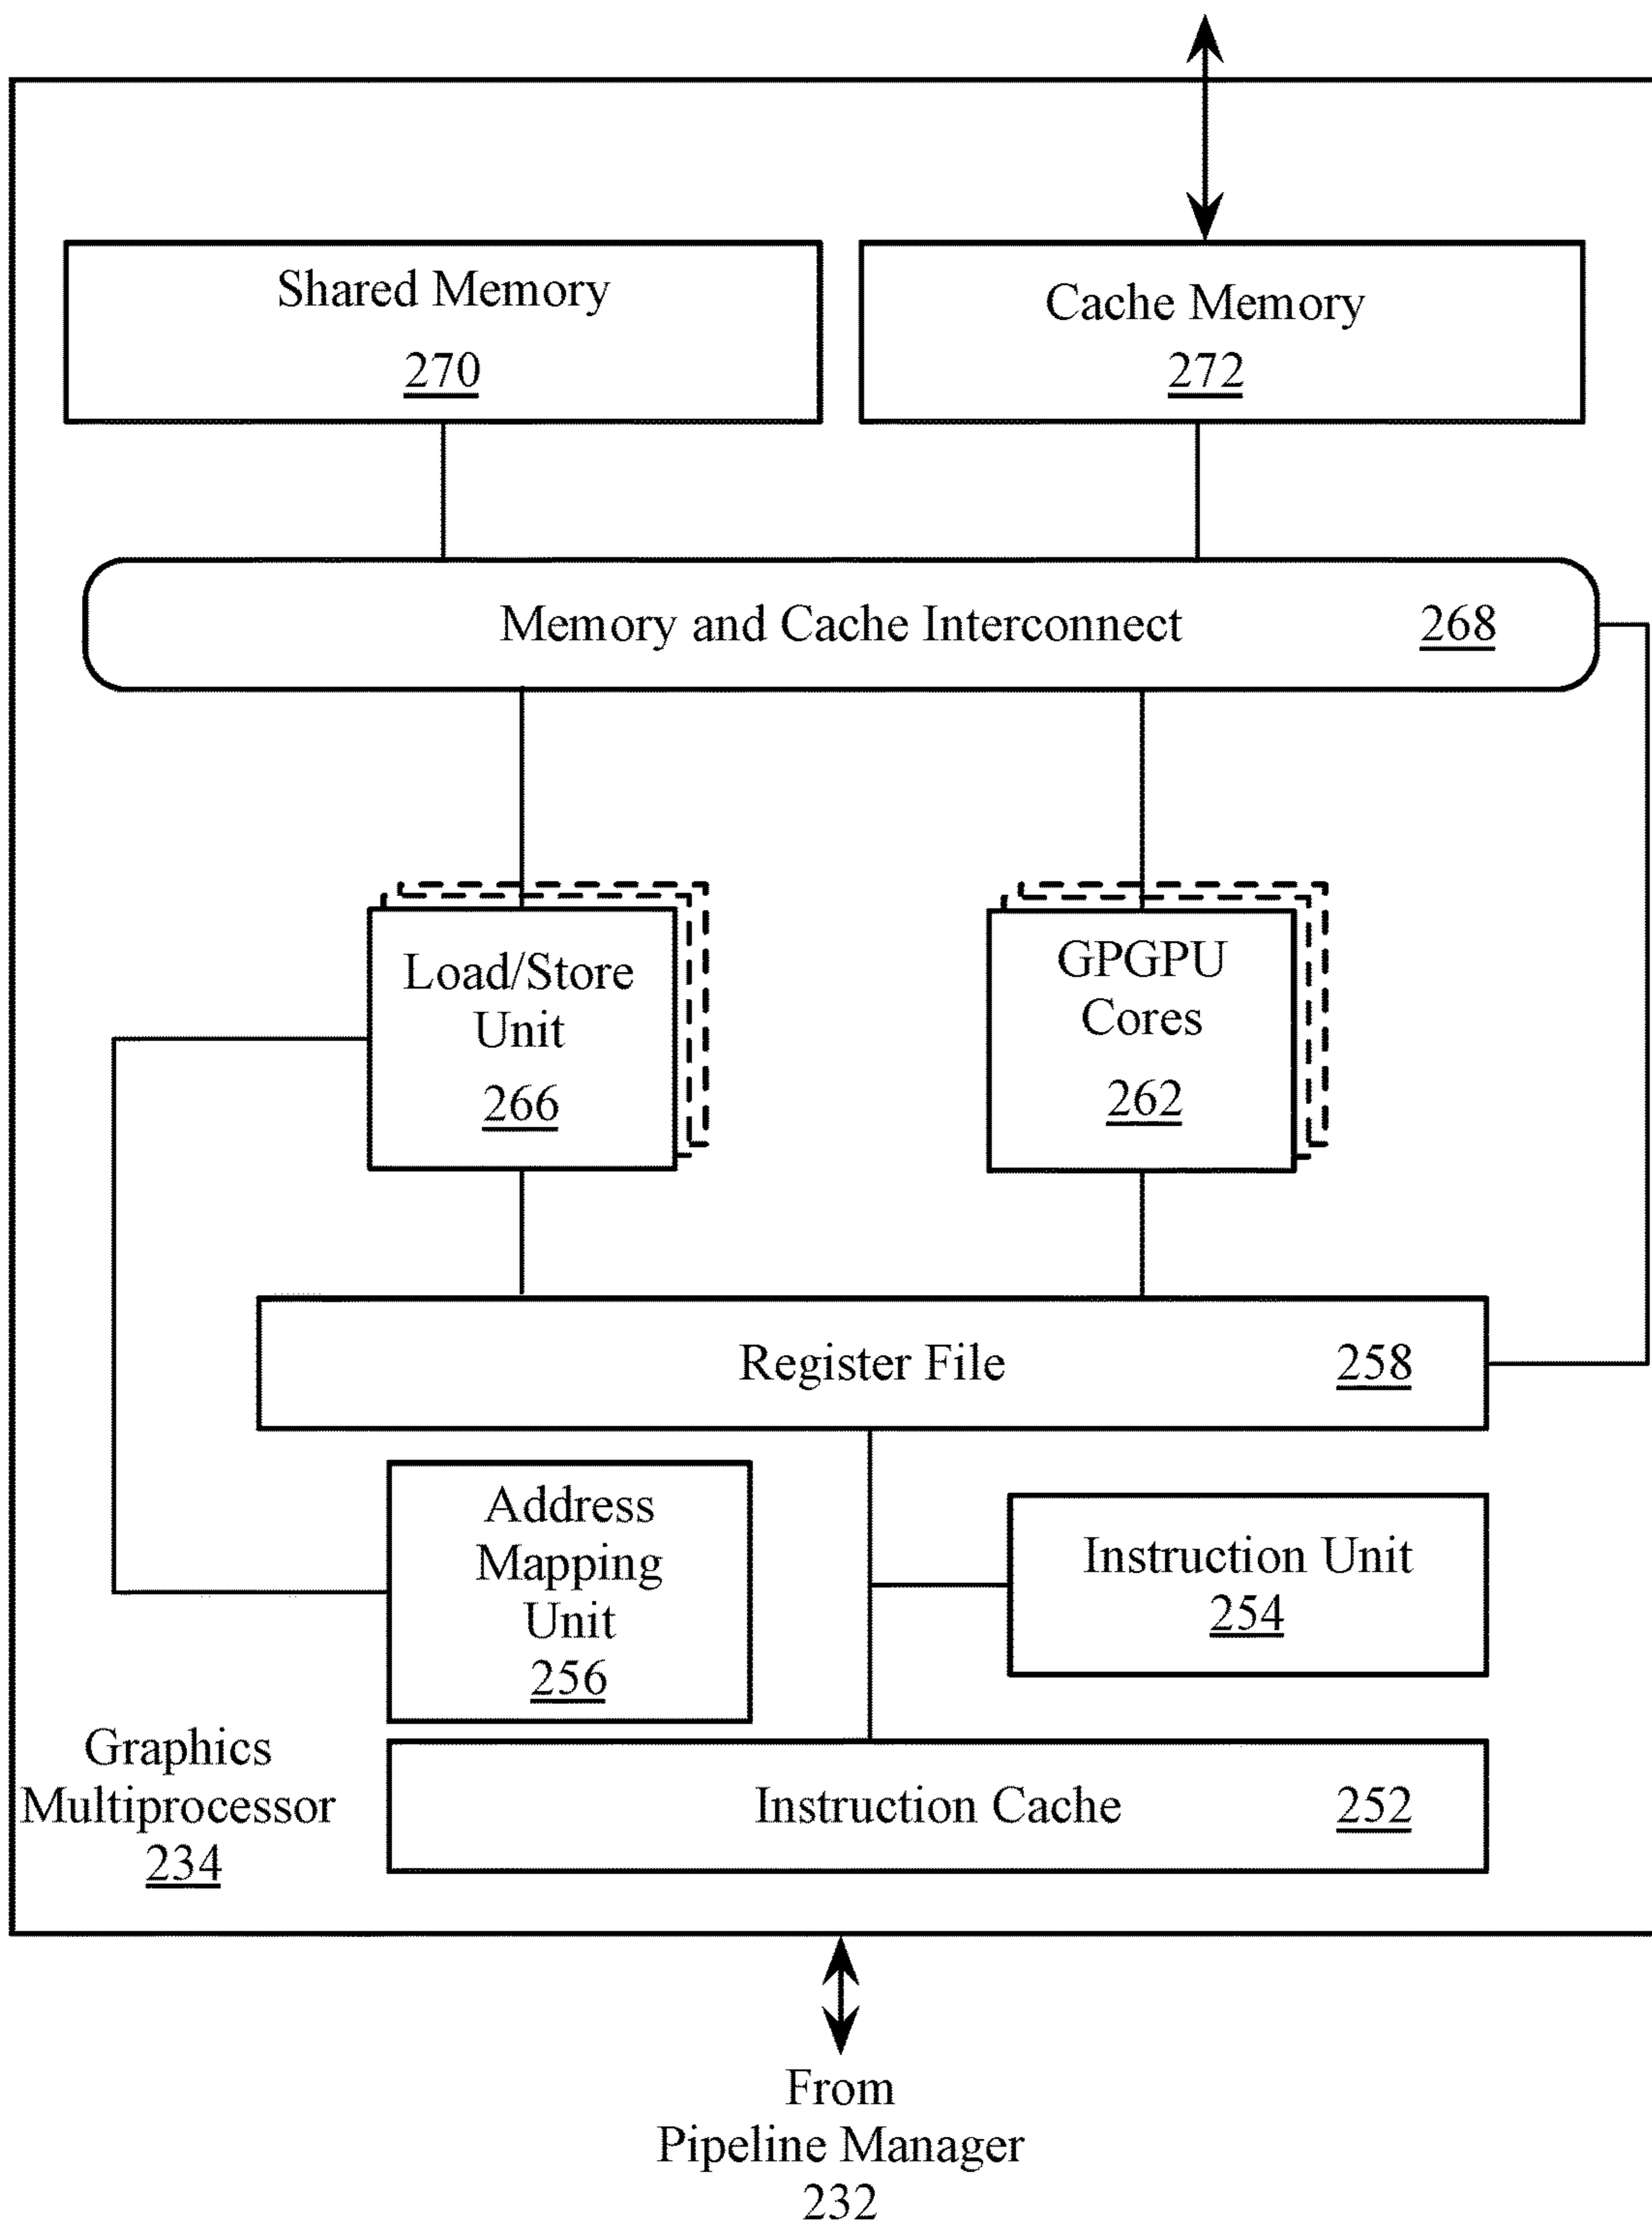 Shared Memory
270
Cache Memory
272
Memory and Cache Interconnect 268
Load/Store
Unit
266
GPGPU
Cores
262
Register File 258
Address
Mapping
Unit
256
Instruction Unit
254
Graphics
Multiprocessor
234
Instruction Cache 252
From
Pipeline Manager
232